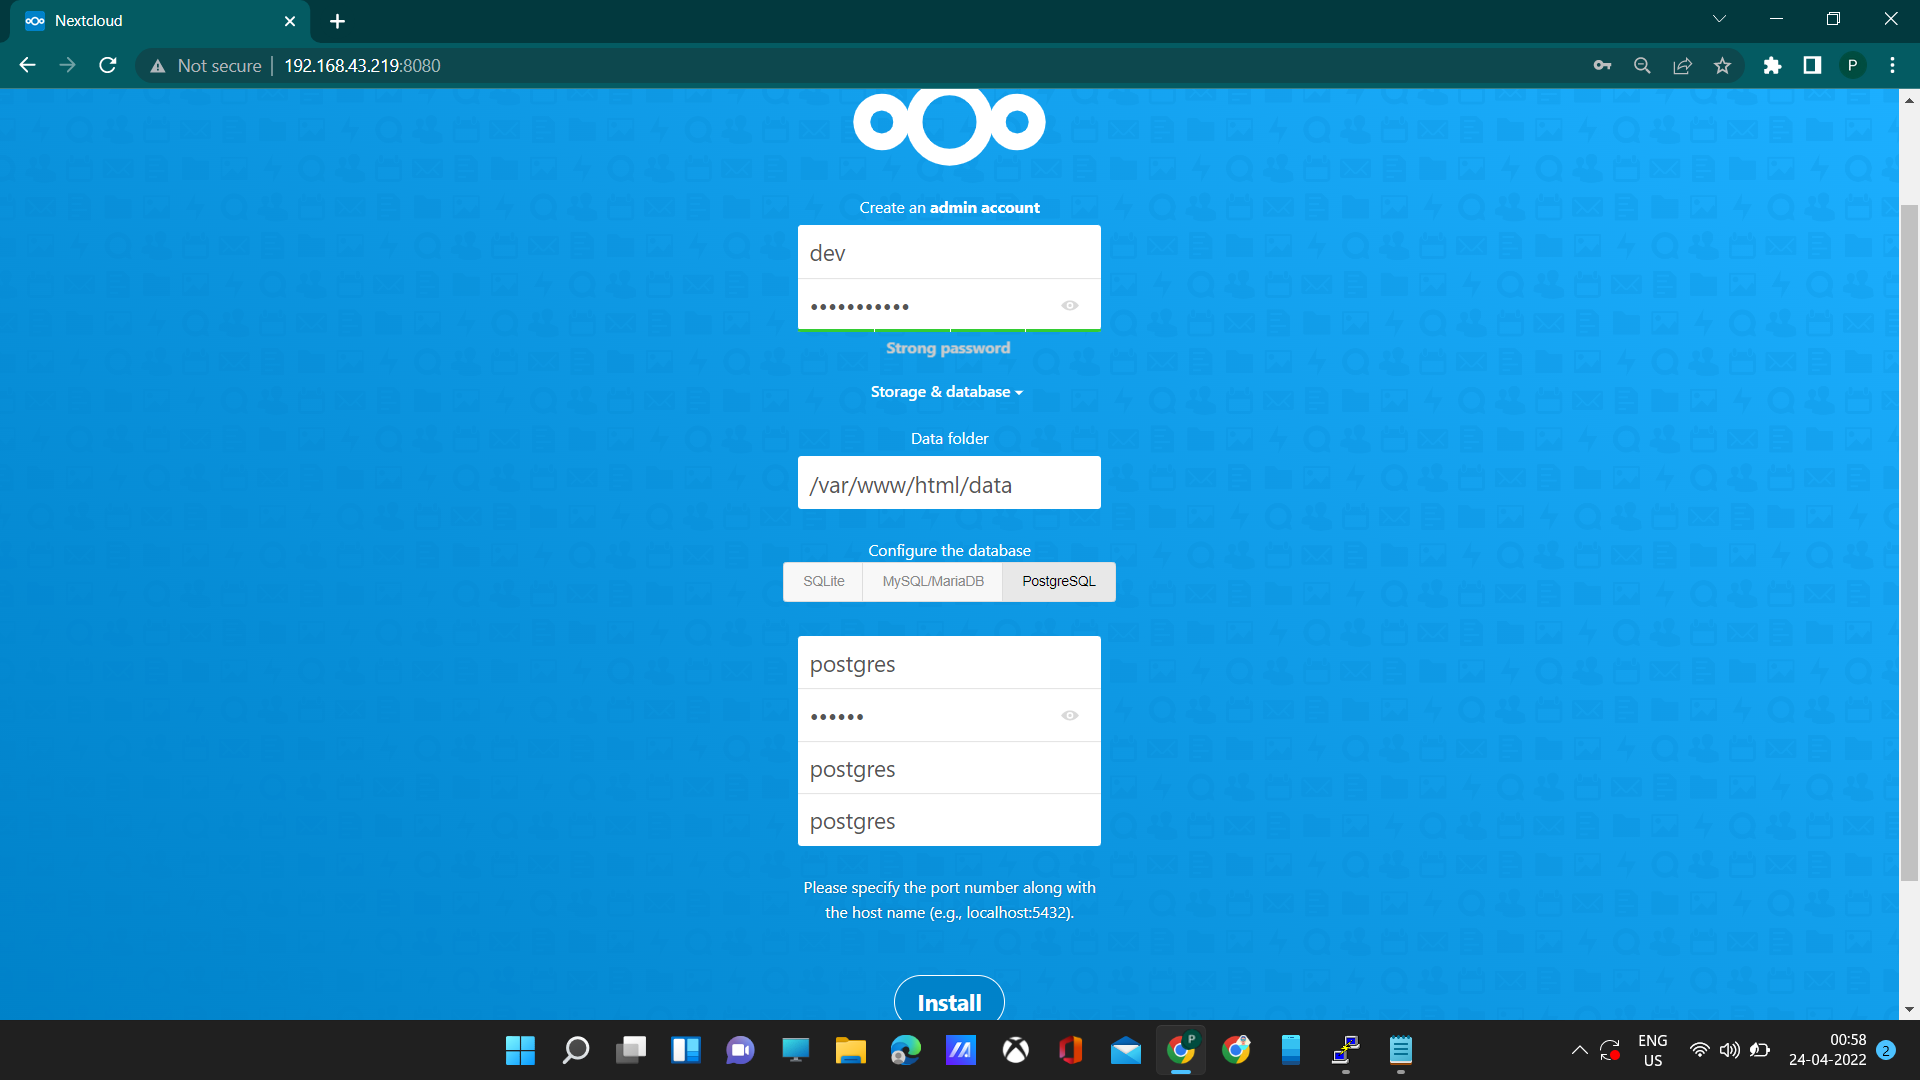 Nextcloud
Not secure | 192.168.43.219:8080
P
Create an admin account
dev
•••••••••••
Strong password
Storage & database
Data folder
/var/www/html/data
Configure the database
SQLite MySQL/MariaDB PostgreSQL
postgres
••••••
postgres
postgres
Please specify the port number along with
the host name (e.g., localhost:5432).
Install
P
ENG
US
00:58
24-04-2022
2